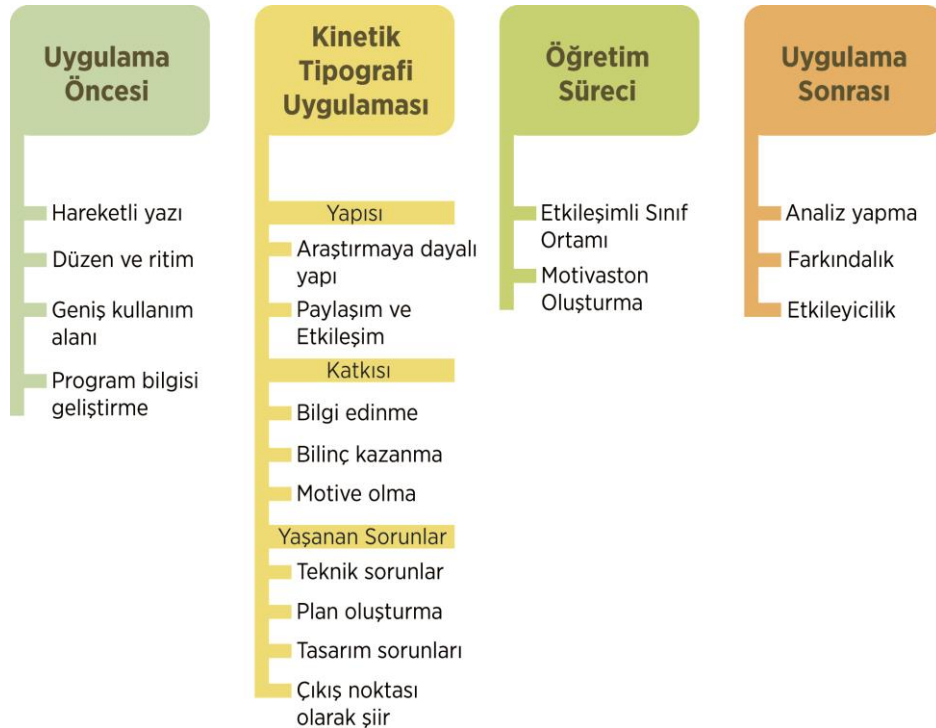 Uygulama
Öncesi
Hareketli yazı
Düzen ve ritim
Geniş kullanım
alanı
Program bilgisi
geliştirme
Kinetik
Tipografi
Uygulaması
Yapısı
Araştırmaya dayalı
yapı
Paylaşım ve
Etkileşim
Katkısı
Bilgi edinme
Bilinç kazanma
Motive olma
Yaşanan Sorunlar
Teknik sorunlar
Plan oluşturma
Tasarım sorunları
Çıkış noktası
olarak şiir
Öğretim
Süreci
Etkileşimli Sınıf
Ortamı
Motivaston
Oluşturma
Uygulama
Sonrası
Analiz yapma
Farkındalık
Etkileyicilik